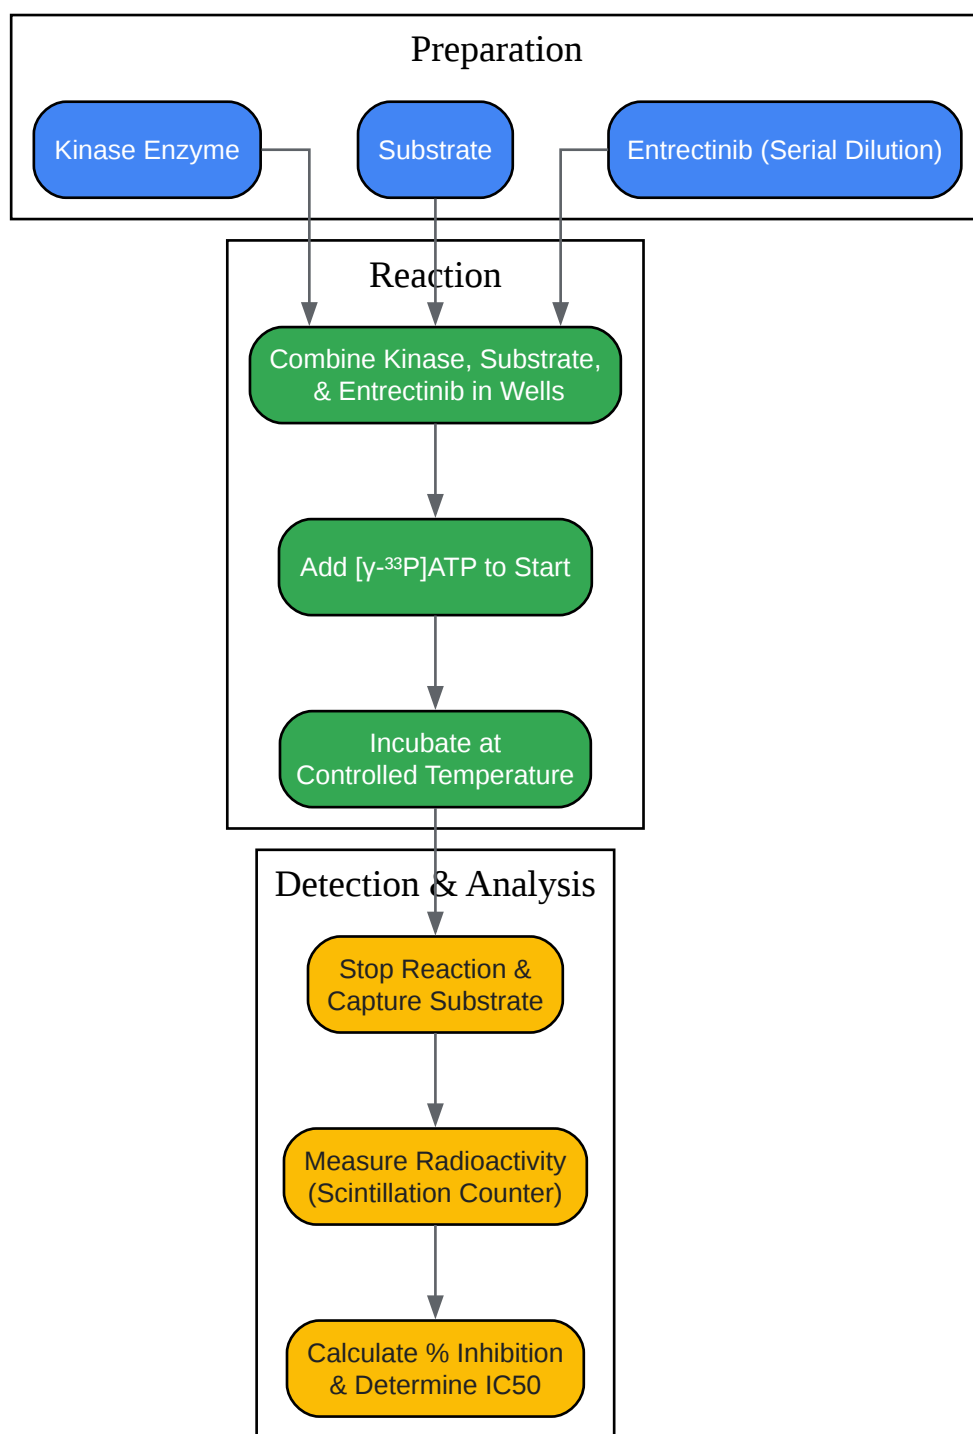 Preparation
Kinase Enzyme
Substrate
Entrectinib (Serial Dilution)
Reaction
Combine Kinase, Substrate,
& Entrectinib in Wells
Add [γ-³³P]ATP to Start
Incubate at
Controlled Temperature
Detection & Analysis
Stop Reaction &
Capture Substrate
Measure Radioactivity
(Scintillation Counter)
Calculate % Inhibition
& Determine IC50